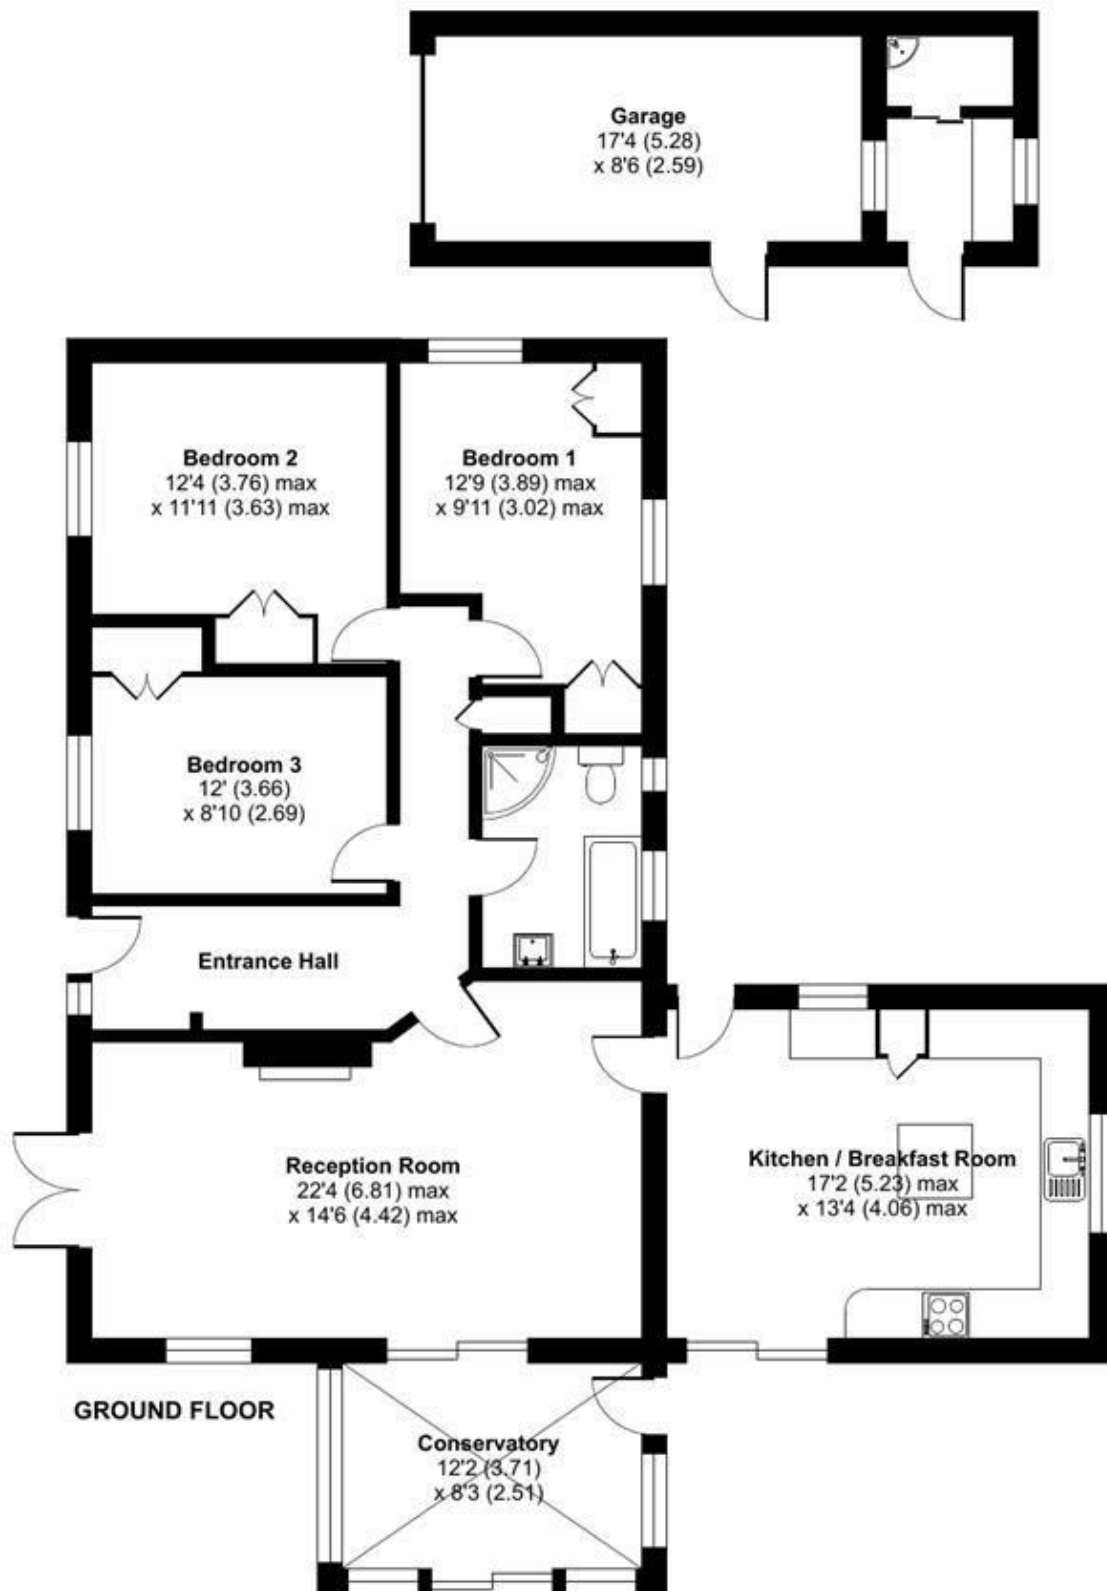 Garage
17'4 (5.28)
x 8'6 (2.59)
Bedroom 2
12'4 (3.76) max
x 11'11 (3.63) max
Bedroom 1
12'9 (3.89) max
x 9'11 (3.02) max
Bedroom 3
12' (3.66)
x 8'10 (2.69)
Entrance Hall
Reception Room
22'4 (6.81) max
x 14'6 (4.42) max
Kitchen / Breakfast Room
17'2 (5.23) max
x 13'4 (4.06) max
GROUND FLOOR
Conservatory
12'2 (3.71)
x 8'3 (2.51)